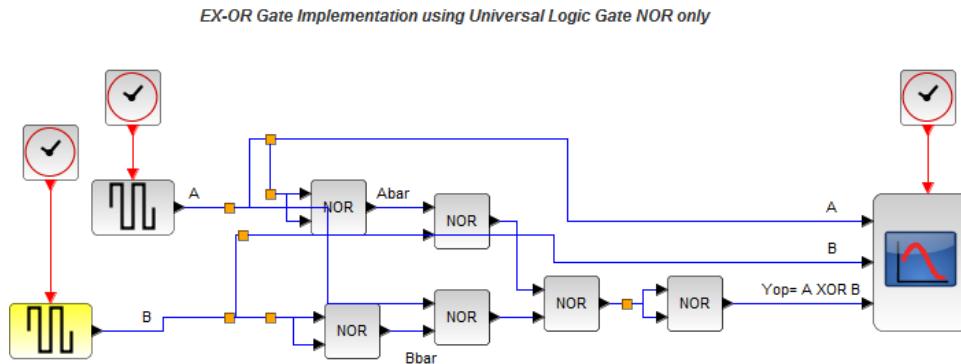 EX-OR Gate Implementation using Universal Logic Gate NOR only
A
NOR
Abar
NOR
A
B
B
NOR
NOR
NOR
NOR
Yop= A XOR B
Bbar